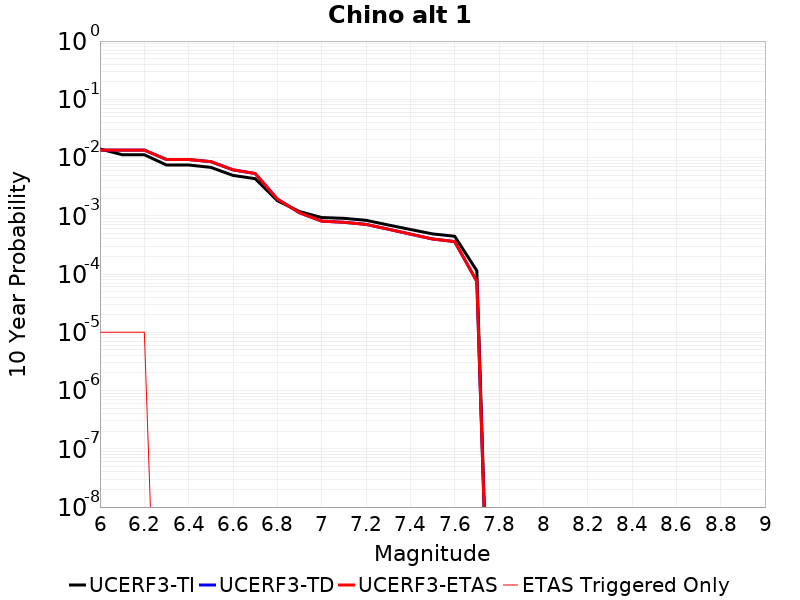 Chino alt 1
10^0
10^-1
10^-2
10^-3
10^-4
10^-5
10^-6
10^-7
10^-8
10 Year Probability
6 6.2 6.4 6.6 6.8 7 7.2 7.4 7.6 7.8 8 8.2 8.4 8.6 8.8 9
Magnitude
UCERF3-TI UCERF3-TD UCERF3-ETAS ETAS Triggered Only